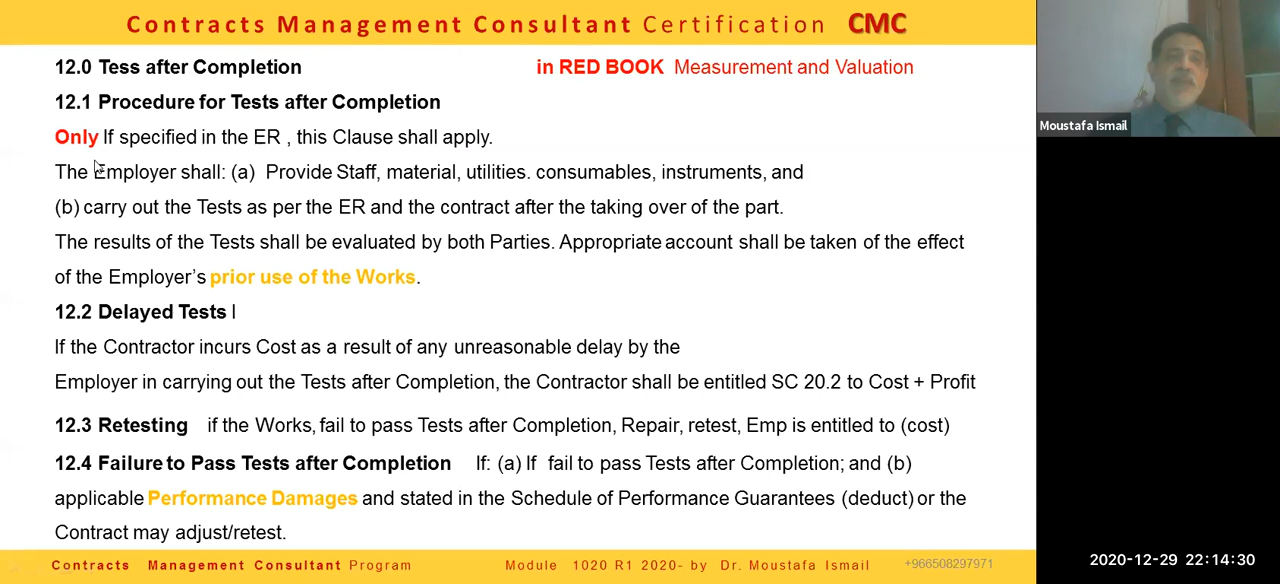 Contracts Management Consultant Certification CMC
12.0 Tess after Completion in RED BOOK Measurement and Valuation
12.1 Procedure for Tests after Completion
Only If specified in the ER , this Clause shall apply.
The Employer shall: (a) Provide Staff, material, utilities. consumables, instruments, and
(b) carry out the Tests as per the ER and the contract after the taking over of the part.
The results of the Tests shall be evaluated by both Parties. Appropriate account shall be taken of the effect
of the Employer's prior use of the Works.
12.2 Delayed Tests l
If the Contractor incurs Cost as a result of any unreasonable delay by the
Employer in carrying out the Tests after Completion, the Contractor shall be entitled SC 20.2 to Cost + Profit
12.3 Retesting if the Works, fail to pass Tests after Completion, Repair, retest, Emp is entitled to (cost)
12.4 Failure to Pass Tests after Completion If: (a) If fail to pass Tests after Completion; and (b)
applicable Performance Damages and stated in the Schedule of Performance Guarantees (deduct) or the
Contract may adjust/retest.
Contracts Management Consultant Program Module 1020 R1 2020- by Dr. Moustafa Ismail +966508297971
Moustafa Ismail
2020-12-29 22:14:30